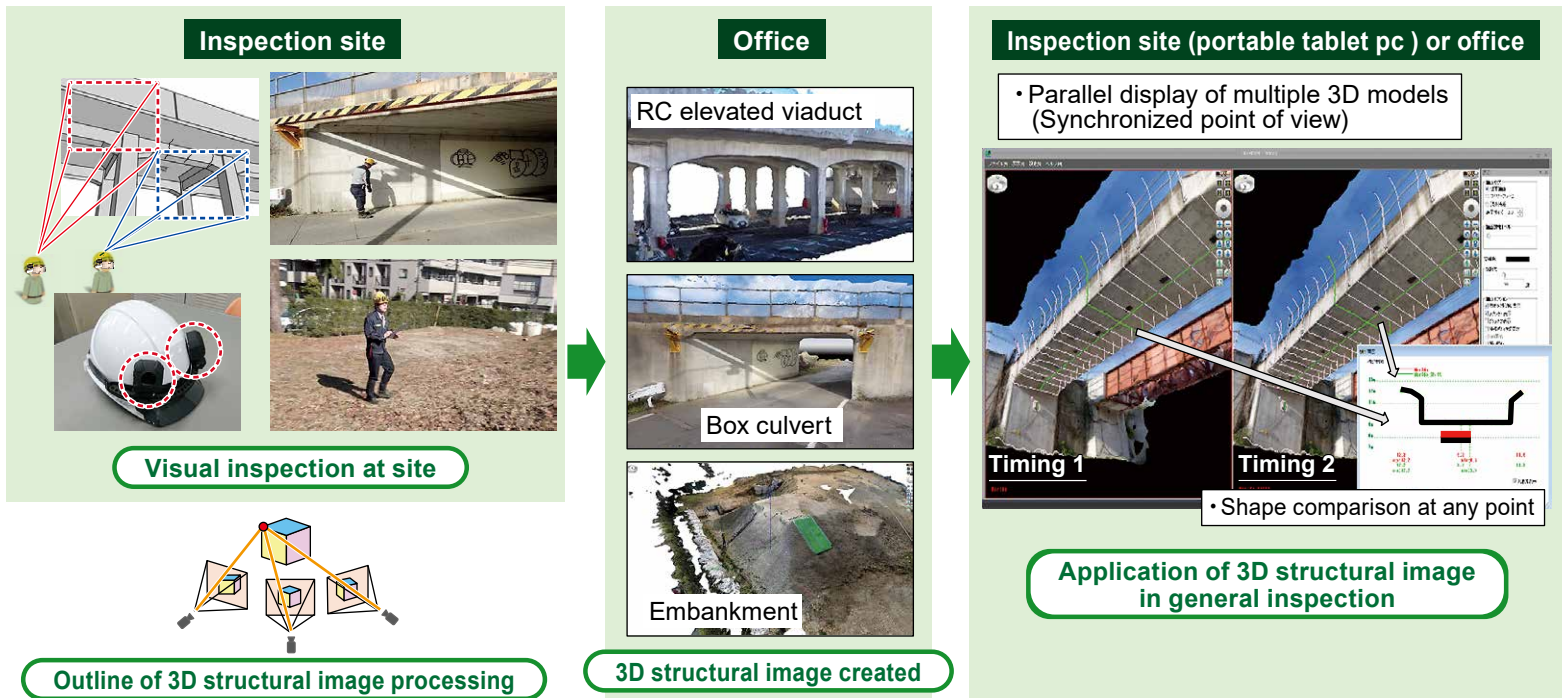 Inspection site
Visual inspection at site
Outline of 3D structural image processing
Office
RC elevated viaduct
Box culvert
Embankment
3D structural image created
Inspection site (portable tablet pc ) or office
・Parallel display of multiple 3D models
(Synchronized point of view)
Timing 1
Timing 2
・Shape comparison at any point
Application of 3D structural image
in general inspection